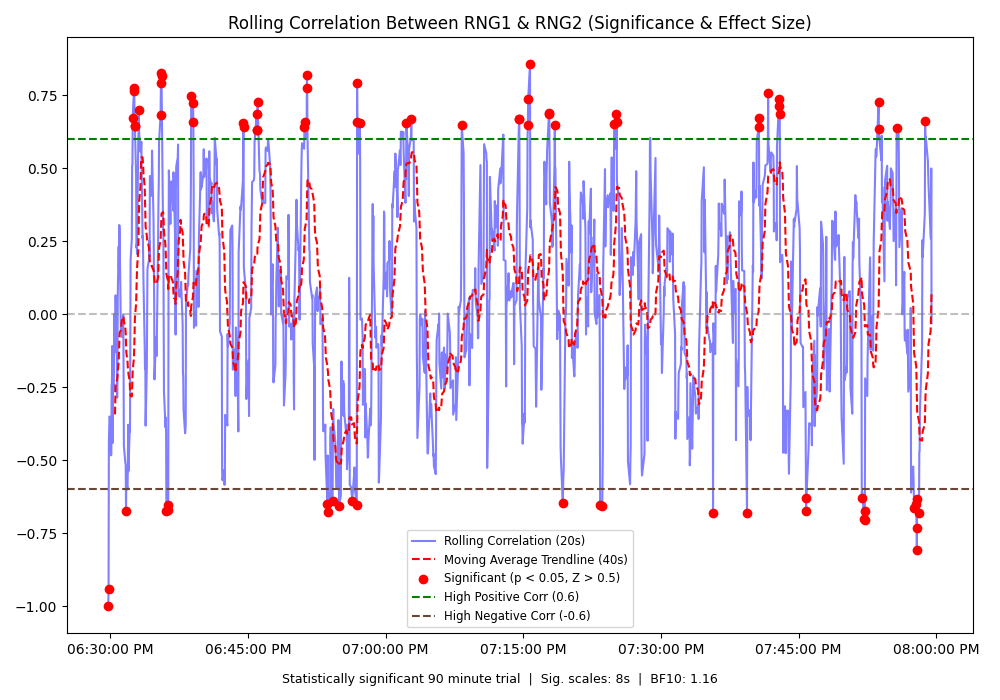 Rolling Correlation Between RNG1 & RNG2 (Significance & Effect Size)
0.75
0.50
0.25
0.00
−0.25
−0.50
−0.75
−1.00
Rolling Correlation (20s)
Moving Average Trendline (40s)
Significant (p < 0.05, Z > 0.5)
High Positive Corr (0.6)
High Negative Corr (-0.6)
06:30:00 PM 06:45:00 PM 07:00:00 PM 07:15:00 PM 07:30:00 PM 07:45:00 PM 08:00:00 PM
Statistically significant 90 minute trial | Sig. scales: 8s | BF10: 1.16